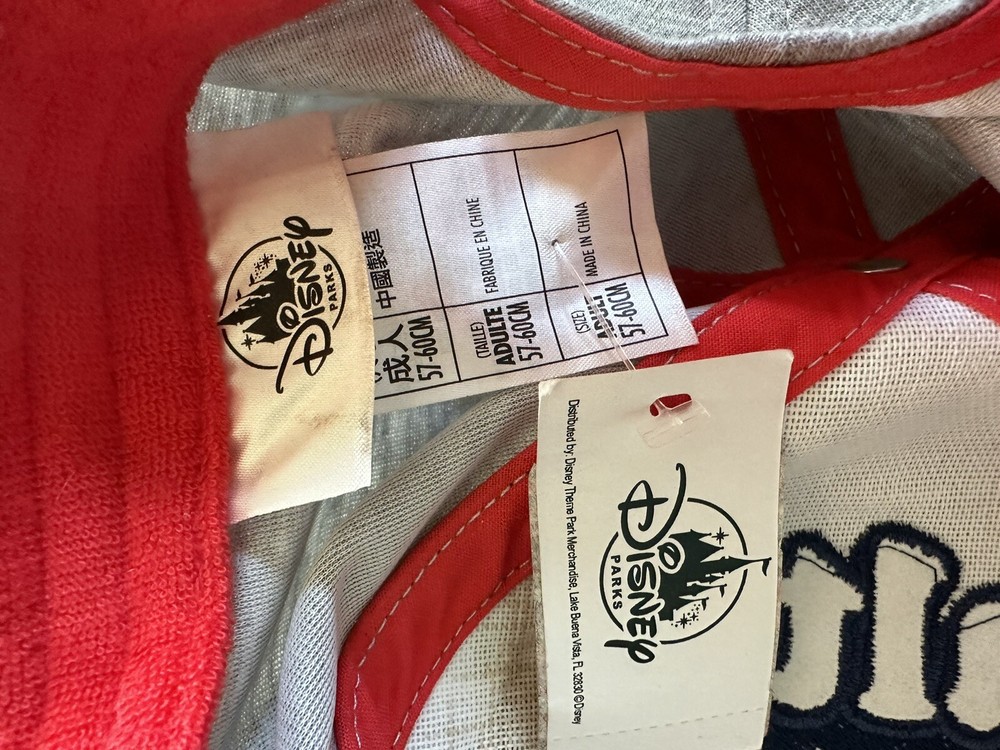 Disney
PARKS
中國製造
成人
57-60CM
FABRIQUE EN CHINE
(TAILLE)
ADULTE
57-60CM
MADE IN CHINA
(SIZE)
ADULT
57-60CM
Disney
PARKS
Distributed by: Disney Theme Park Merchandise, Lake Buena Vista, FL 32830 © Disney